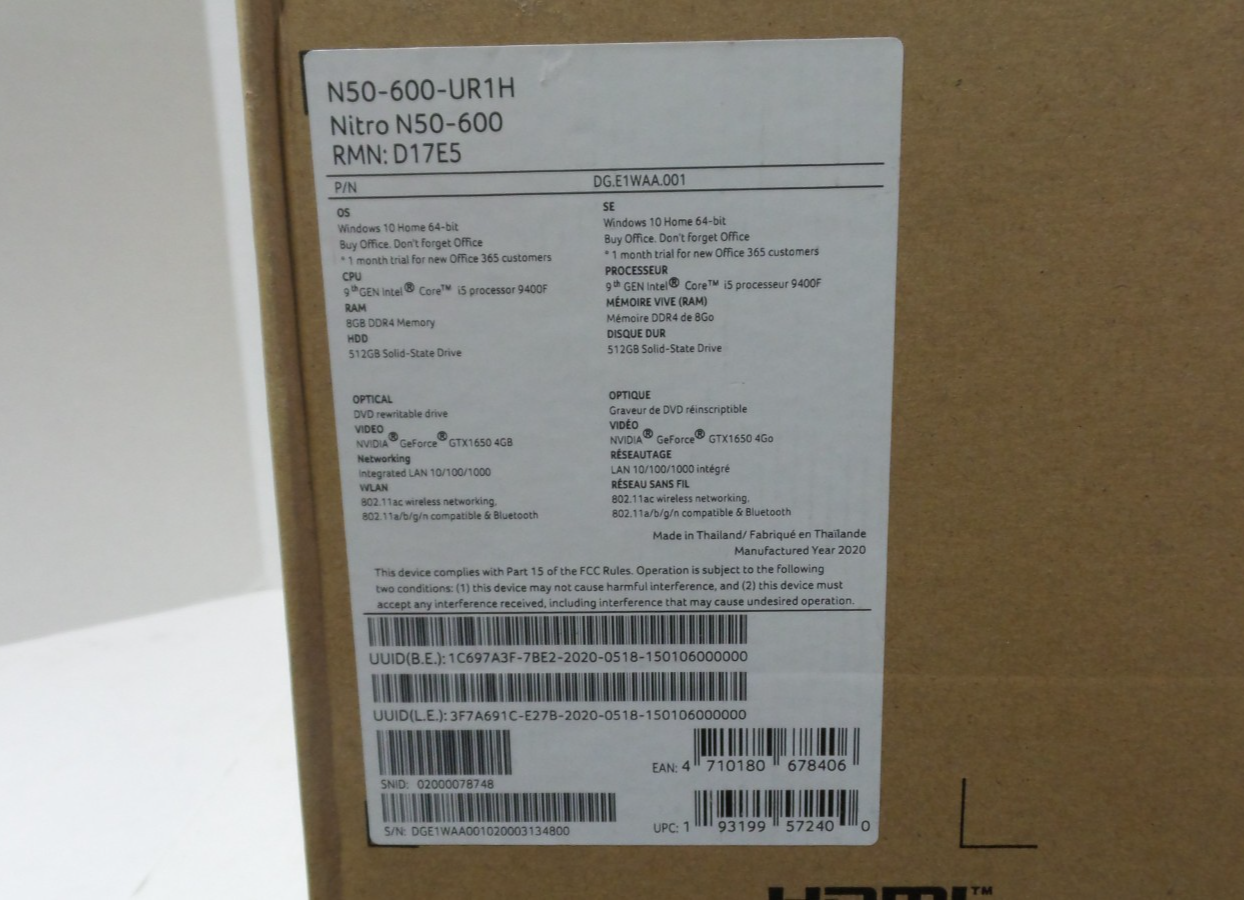 N50-600-UR1H
Nitro N50-600
RMN: D17E5
P/N DG.E1WAA.001
OS
Windows 10 Home 64-bit
Buy Office. Don't forget Office
* 1 month trial for new Office 365 customers
CPU
9th GEN Intel® Core™ i5 processor 9400F
RAM
8GB DDR4 Memory
HDD
512GB Solid-State Drive
OPTICAL
DVD rewritable drive
VIDEO
NVIDIA® GeForce® GTX1650 4GB
Networking
Integrated LAN 10/100/1000
WLAN
802.11ac wireless networking,
802.11a/b/g/n compatible & Bluetooth
SE
Windows 10 Home 64-bit
Buy Office. Don't forget Office
* 1 month trial for new Office 365 customers
PROCESSEUR
9th GEN Intel® Core™ i5 processeur 9400F
MÉMOIRE VIVE (RAM)
Mémoire DDR4 de 8Go
DISQUE DUR
512GB Solid-State Drive
OPTIQUE
Graveur de DVD réinscriptible
VIDÉO
NVIDIA® GeForce® GTX1650 4Go
RÉSEAUTAGE
LAN 10/100/1000 intégré
RÉSEAU SANS FIL
802.11ac wireless networking,
802.11a/b/g/n compatible & Bluetooth
Made in Thailand/ Fabriqué en Thaïlande
Manufactured Year 2020
This device complies with Part 15 of the FCC Rules. Operation is subject to the following
two conditions: (1) this device may not cause harmful interference, and (2) this device must
accept any interference received, including interference that may cause undesired operation.
UUID(B.E.): 1C697A3F-7BE2-2020-0518-150106000000
UUID(L.E.): 3F7A691C-E27B-2020-0518-150106000000
SNID: 02000078748
EAN: 4 710180 678406
S/N: DGE1WAA001020003134800
UPC: 1 93199 57240 0
HDMI™